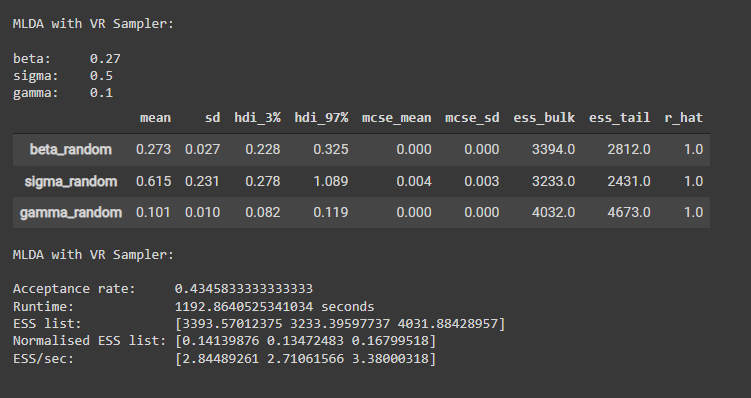 MLDA with VR Sampler:
beta: 0.27
sigma: 0.5
gamma: 0.1
mean sd hdi_3% hdi_97% mcse_mean mcse_sd ess_bulk ess_tail r_hat
beta_random 0.273 0.027 0.228 0.325 0.000 0.000 3394.0 2812.0 1.0
sigma_random 0.615 0.231 0.278 1.089 0.004 0.003 3233.0 2431.0 1.0
gamma_random 0.101 0.010 0.082 0.119 0.000 0.000 4032.0 4673.0 1.0
MLDA with VR Sampler:
Acceptance rate: 0.4345833333333333
Runtime: 1192.8640525341034 seconds
ESS list: [3393.57012375 3233.39597737 4031.88428957]
Normalised ESS list: [0.14139876 0.13472483 0.16799518]
ESS/sec: [2.84489261 2.71061566 3.38000318]